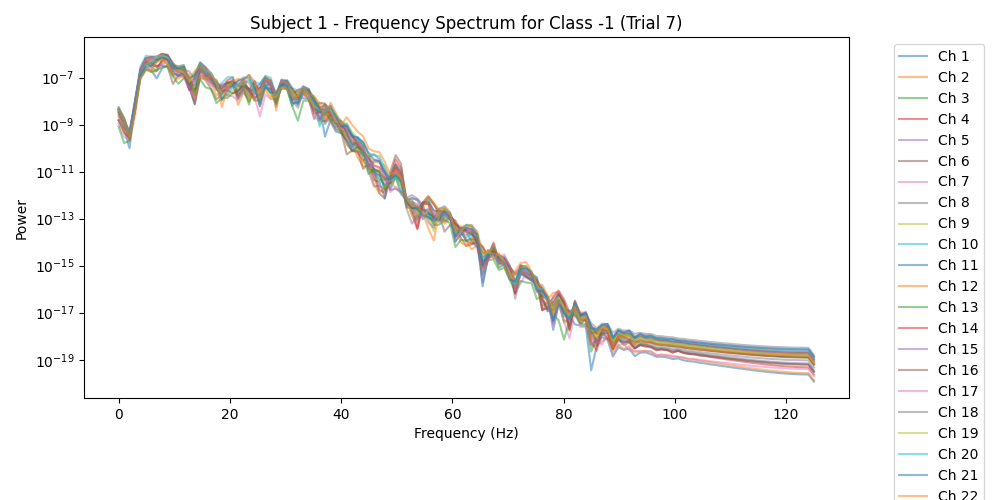 Subject 1 - Frequency Spectrum for Class -1 (Trial 7)
Power
10⁻⁷
10⁻⁹
10⁻¹¹
10⁻¹³
10⁻¹⁵
10⁻¹⁷
10⁻¹⁹
0 20 40 60 80 100 120
Frequency (Hz)
Ch 1
Ch 2
Ch 3
Ch 4
Ch 5
Ch 6
Ch 7
Ch 8
Ch 9
Ch 10
Ch 11
Ch 12
Ch 13
Ch 14
Ch 15
Ch 16
Ch 17
Ch 18
Ch 19
Ch 20
Ch 21
Ch 22